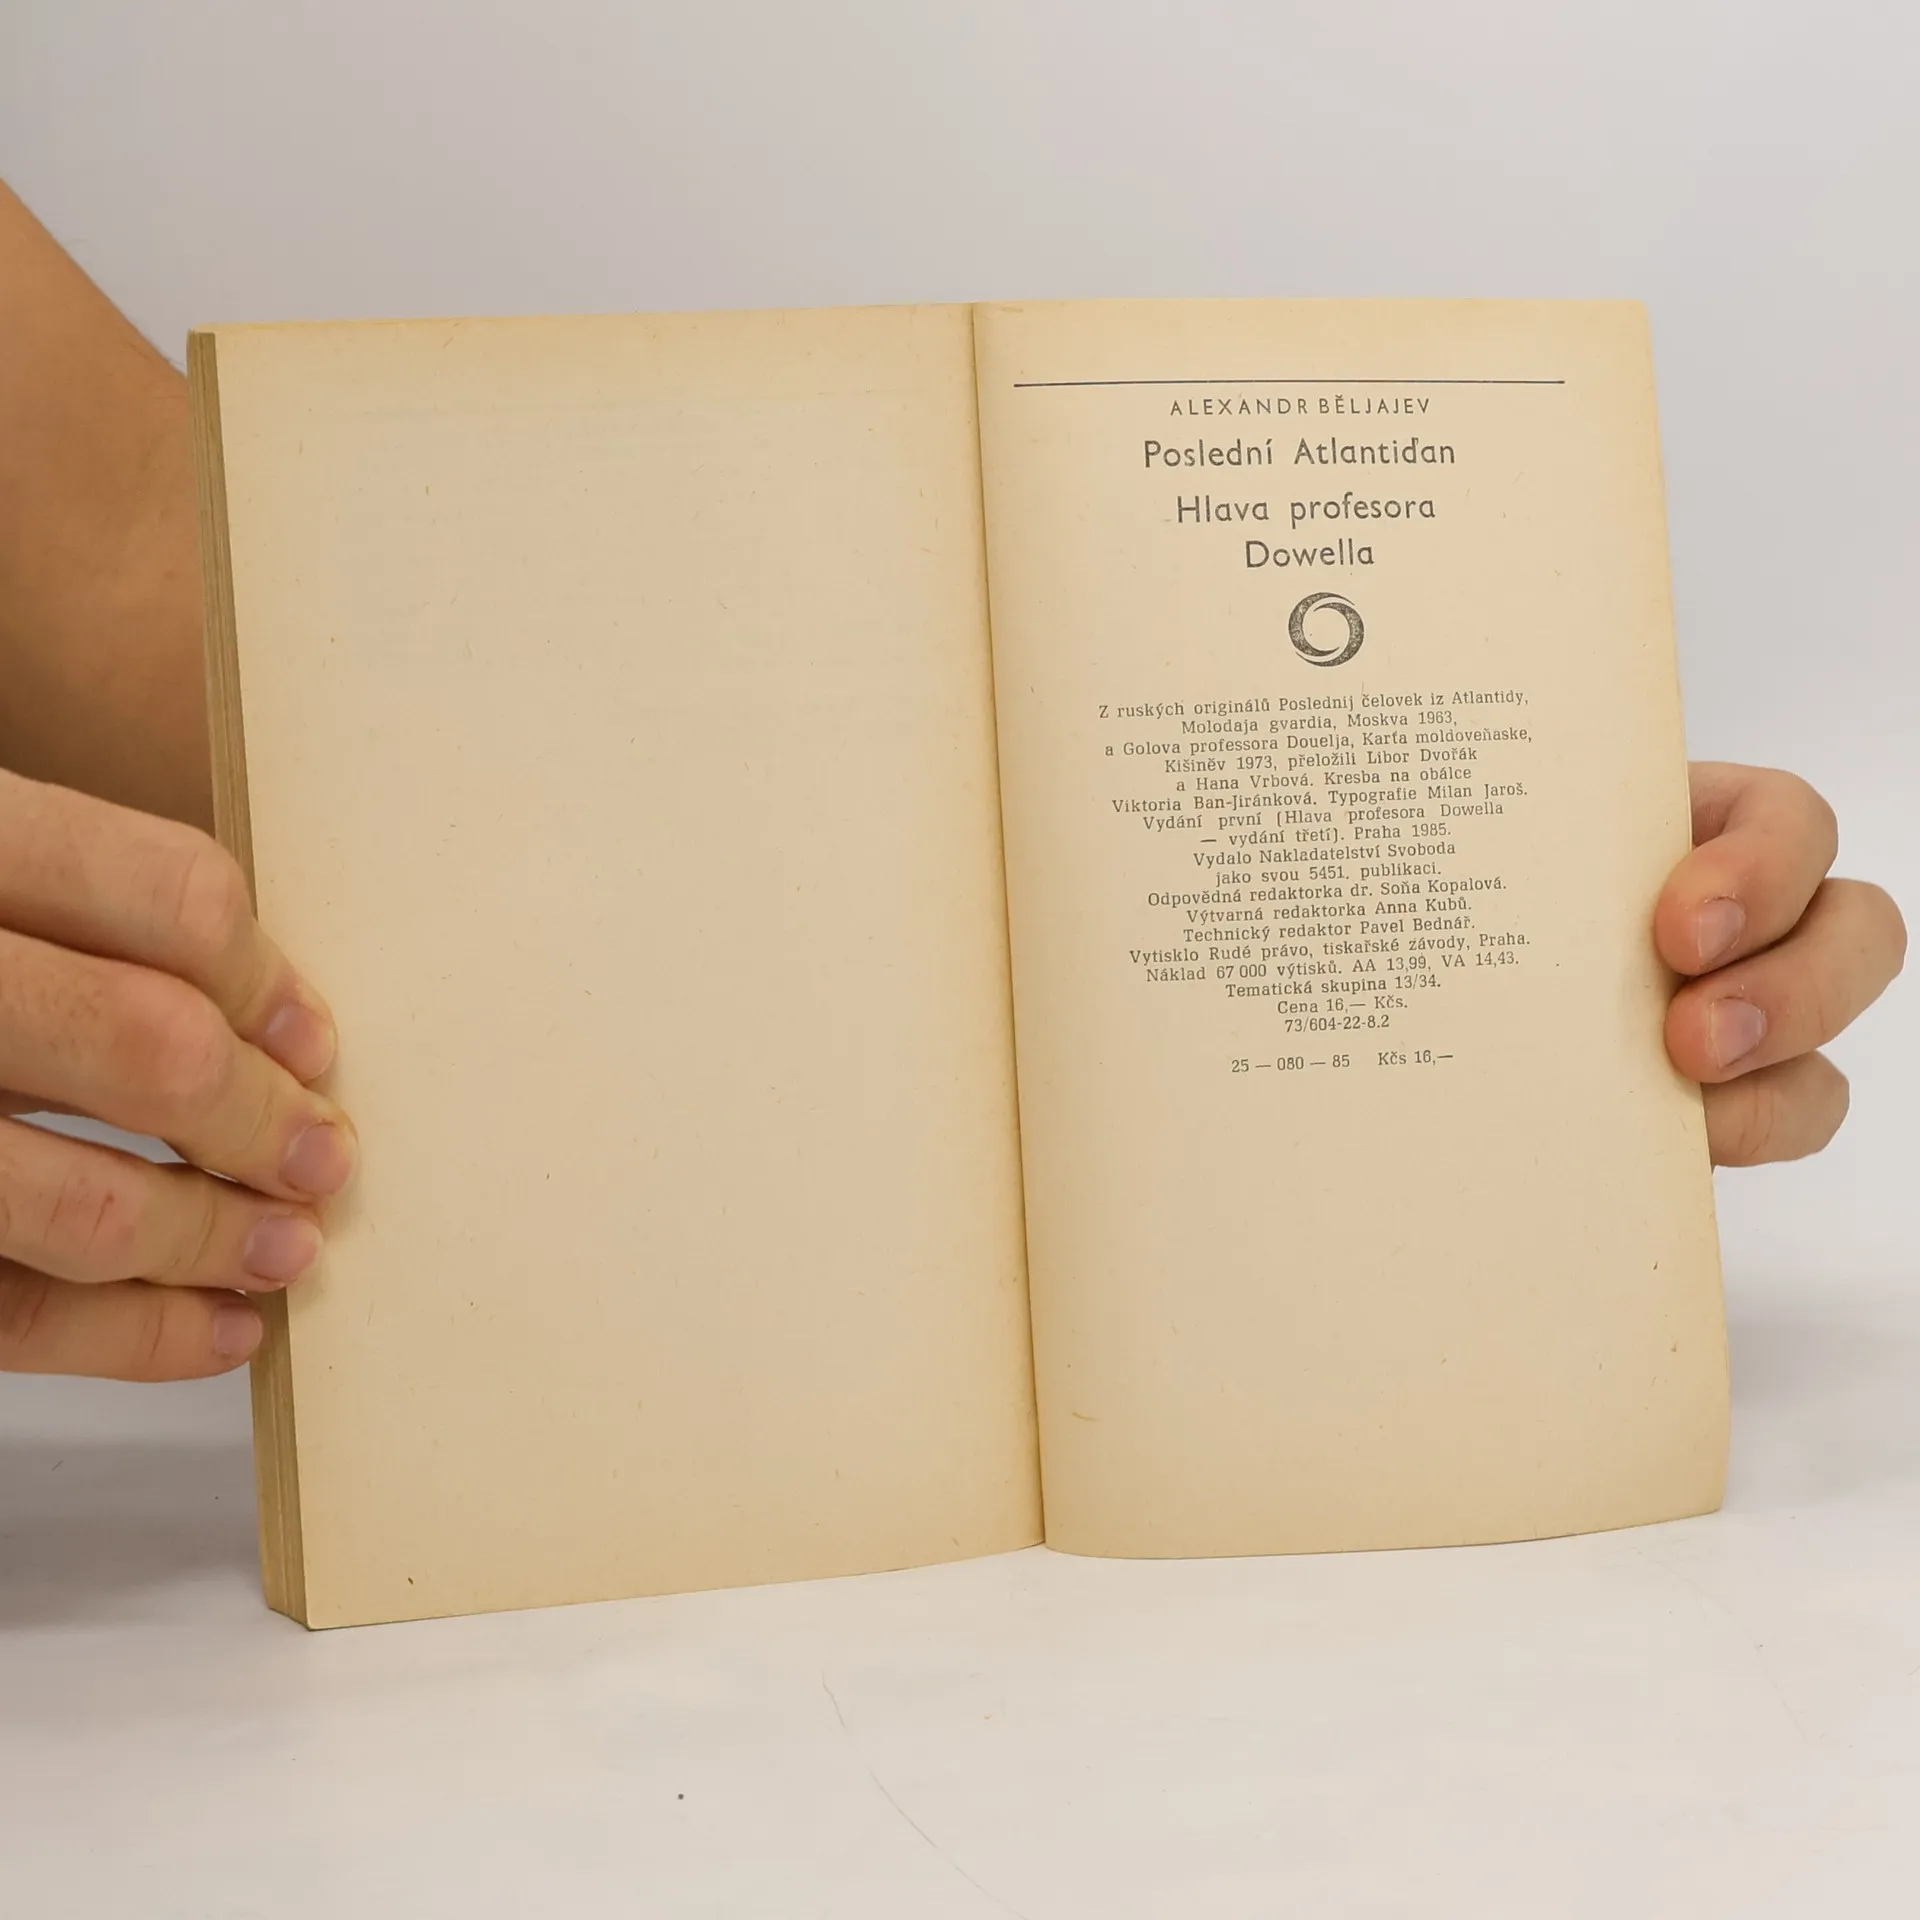 ALEXANDR BĚLJAJEV
Poslední Atlantiďan
Hlava profesora
Dowella
Z ruských originálů Poslednij čelovek iz Atlantidy,
Molodaja gvardia, Moskva 1963,
a Golova professora Douelja, Karťa moldoveňaske,
Kišiněv 1973, přeložili Libor Dvořák
a Hana Vrbová. Kresba na obálce
Viktoria Ban-Jiránková. Typografie Milan Jaroš.
Vydání první (Hlava profesora Dowella
— vydání třetí). Praha 1985.
Vydalo Nakladatelství Svoboda
jako svou 5451. publikaci.
Odpovědná redaktorka dr. Soňa Kopalová.
Výtvarná redaktorka Anna Kubů.
Technický redaktor Pavel Bednář.
Vytisklo Rudé právo, tiskařské závody, Praha.
Náklad 67 000 výtisků. AA 13,99, VA 14,43.
Tematická skupina 13/34.
Cena 16,— Kčs.
73/604-22-8.2
25 — 080 — 85 Kčs 16,—